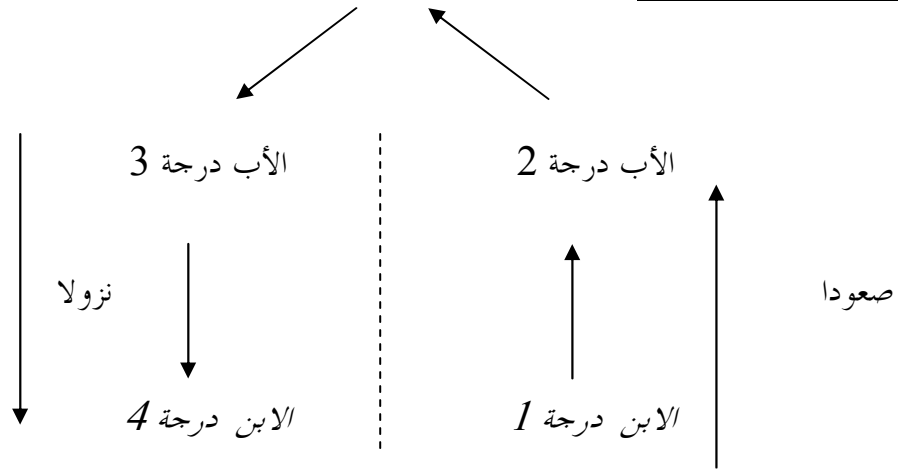 الأب درجة 2
الأب درجة 3
صعودا
نزولا
الابن درجة 1
الابن درجة 4